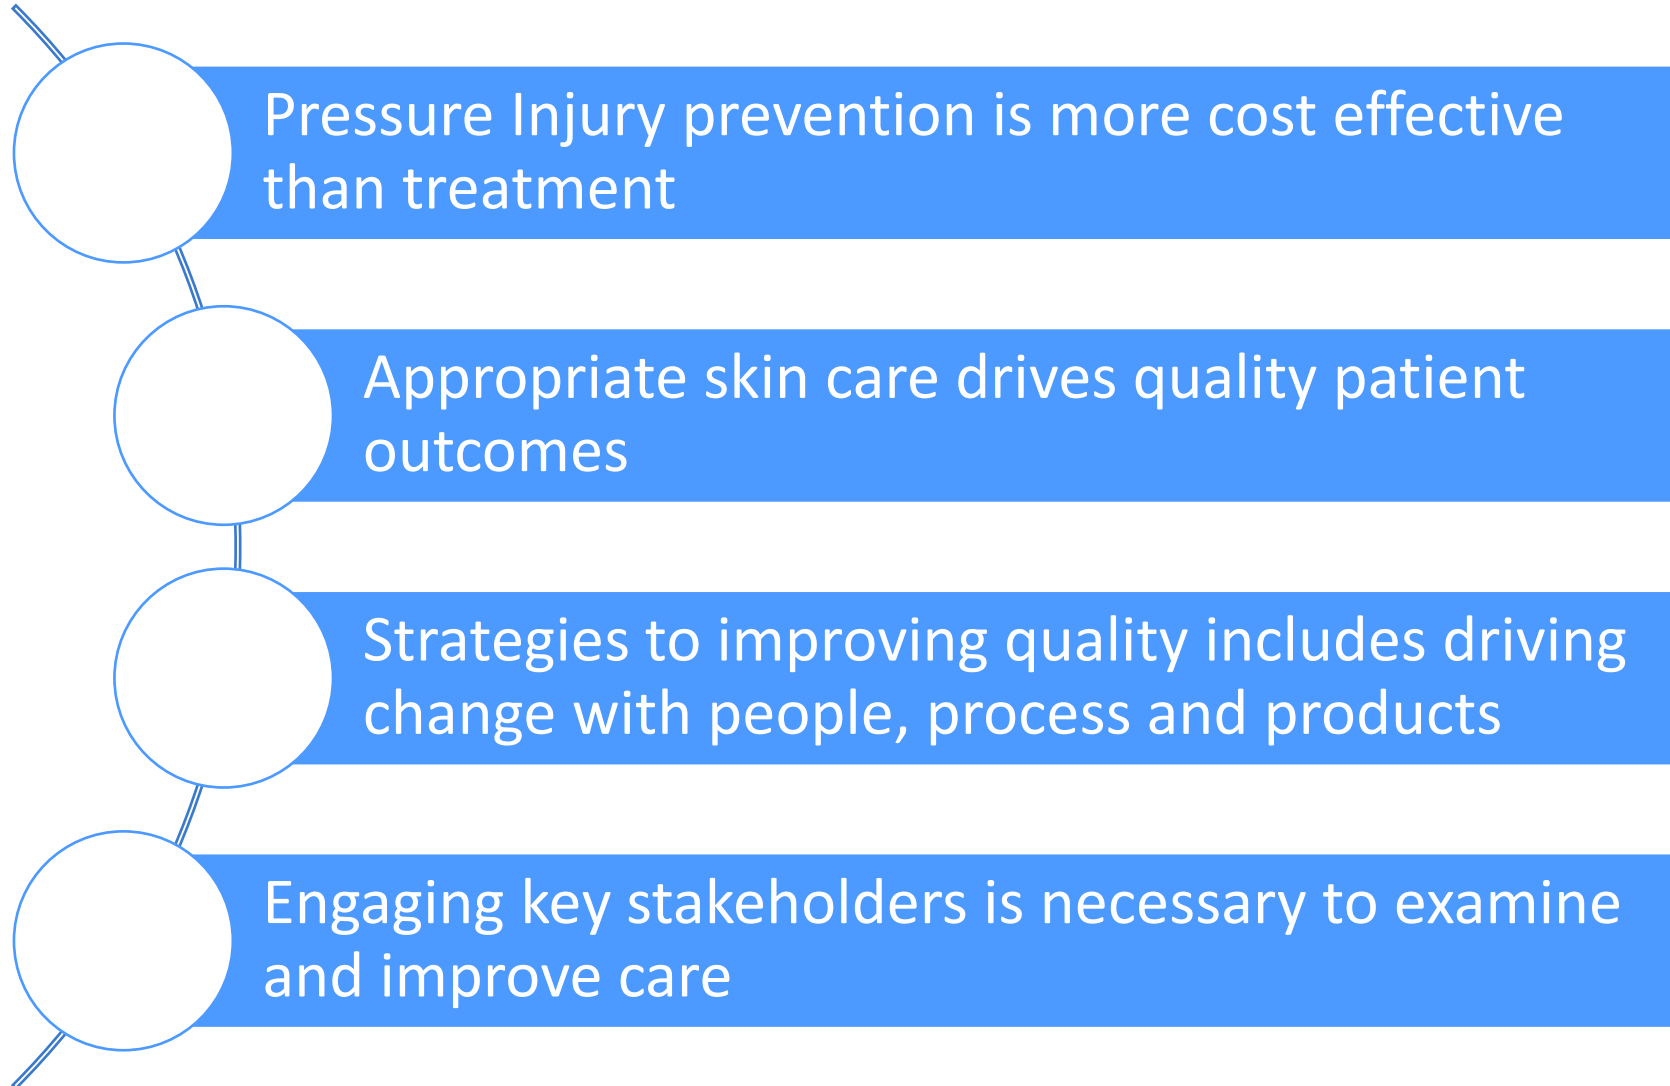 Pressure Injury prevention is more cost effective
than treatment
Appropriate skin care drives quality patient
outcomes
Strategies to improving quality includes driving
change with people, process and products
Engaging key stakeholders is necessary to examine
and improve care